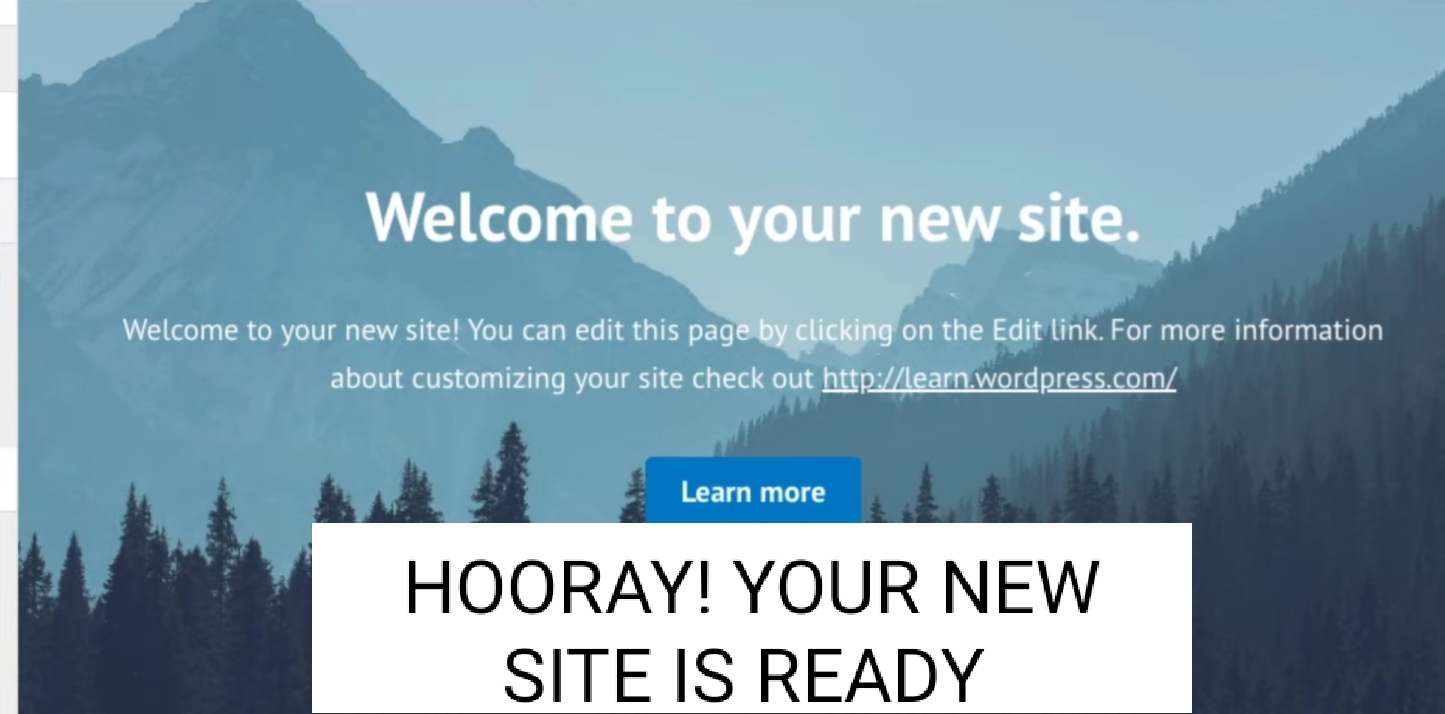 Welcome to your new site.
Welcome to your new site! You can edit this page by clicking on the Edit link. For more information
about customizing your site check out http://learn.wordpress.com/
Learn more
HOORAY! YOUR NEW
SITE IS READY